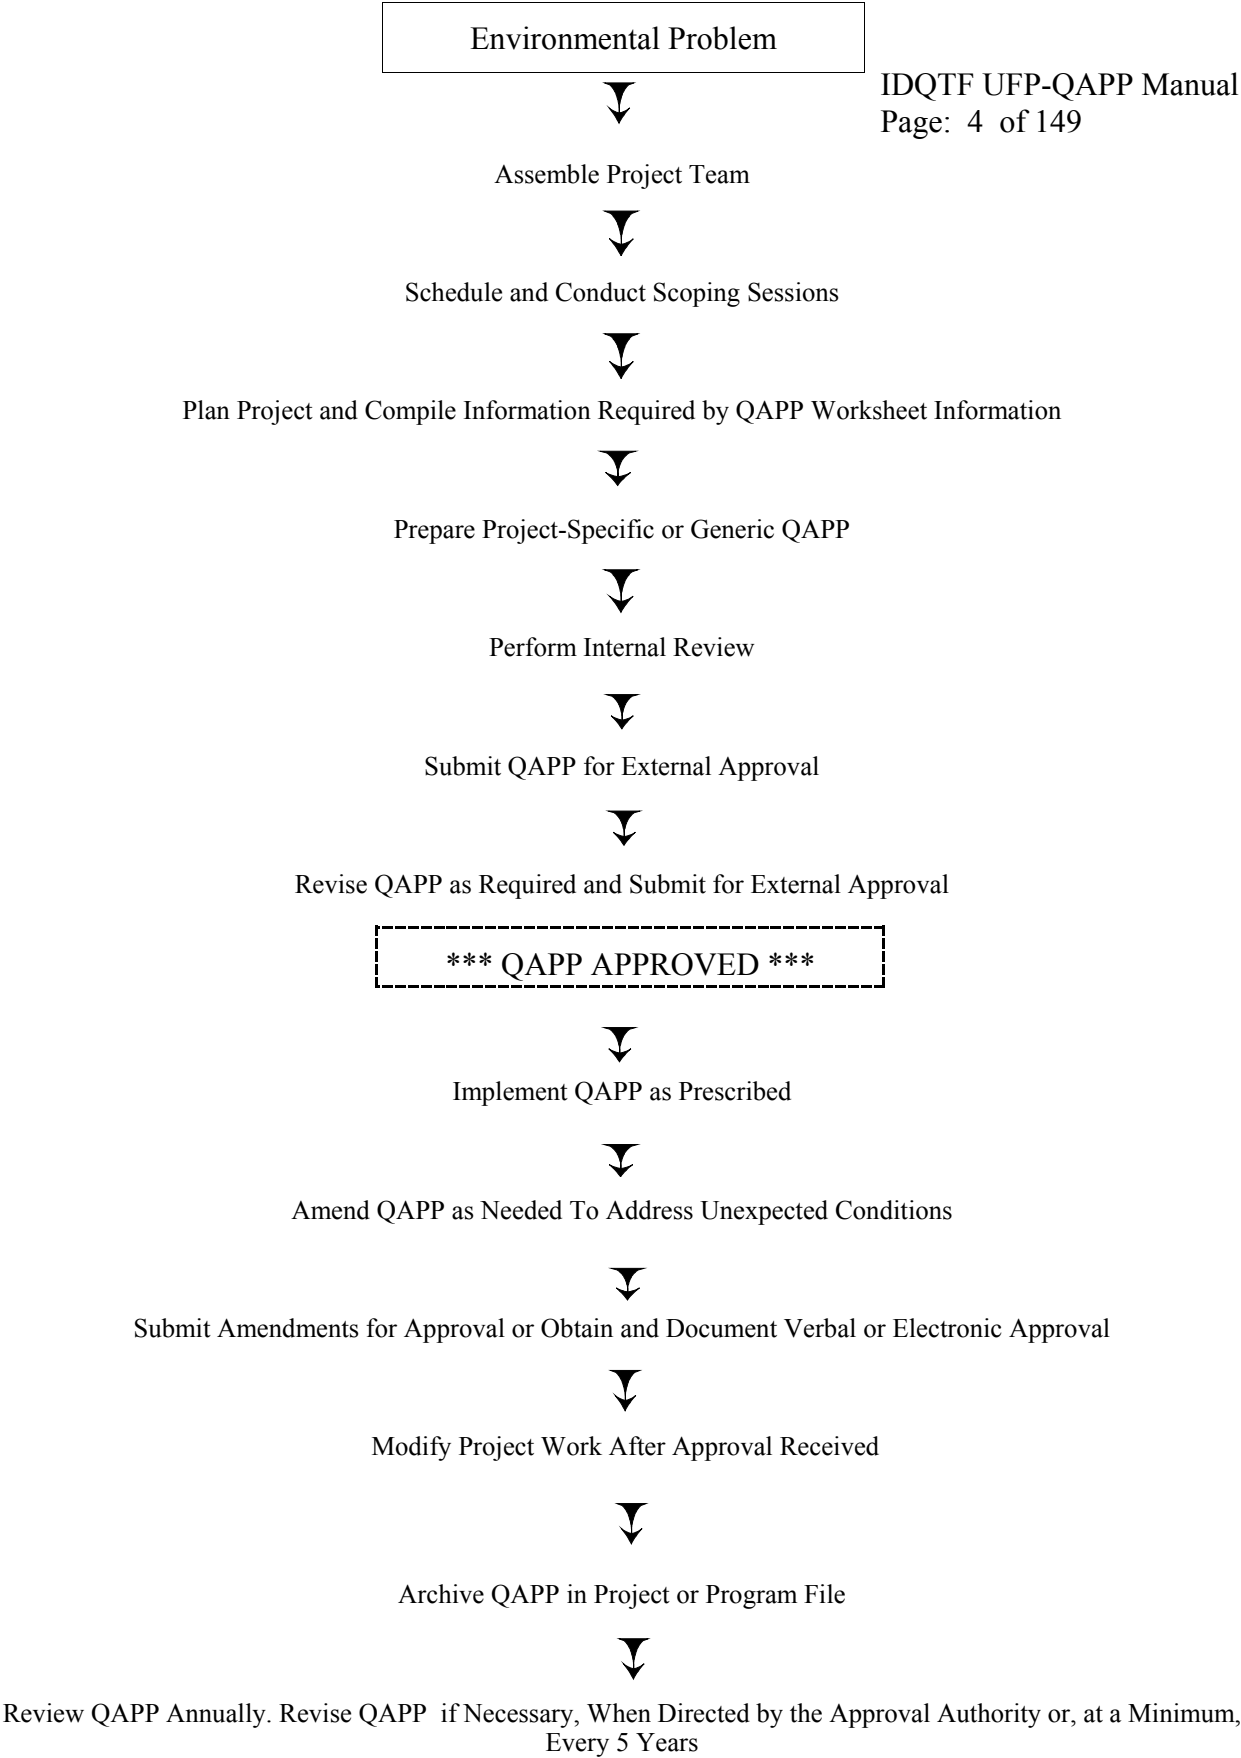 Environmental Problem
IDQTF UFP-QAPP Manual
Page: 4 of 149
Assemble Project Team
Schedule and Conduct Scoping Sessions
Plan Project and Compile Information Required by QAPP Worksheet Information
Prepare Project-Specific or Generic QAPP
Perform Internal Review
Submit QAPP for External Approval
Revise QAPP as Required and Submit for External Approval
*** QAPP APPROVED ***
Implement QAPP as Prescribed
Amend QAPP as Needed To Address Unexpected Conditions
Submit Amendments for Approval or Obtain and Document Verbal or Electronic Approval
Modify Project Work After Approval Received
Archive QAPP in Project or Program File
Review QAPP Annually. Revise QAPP if Necessary, When Directed by the Approval Authority or, at a Minimum,
Every 5 Years